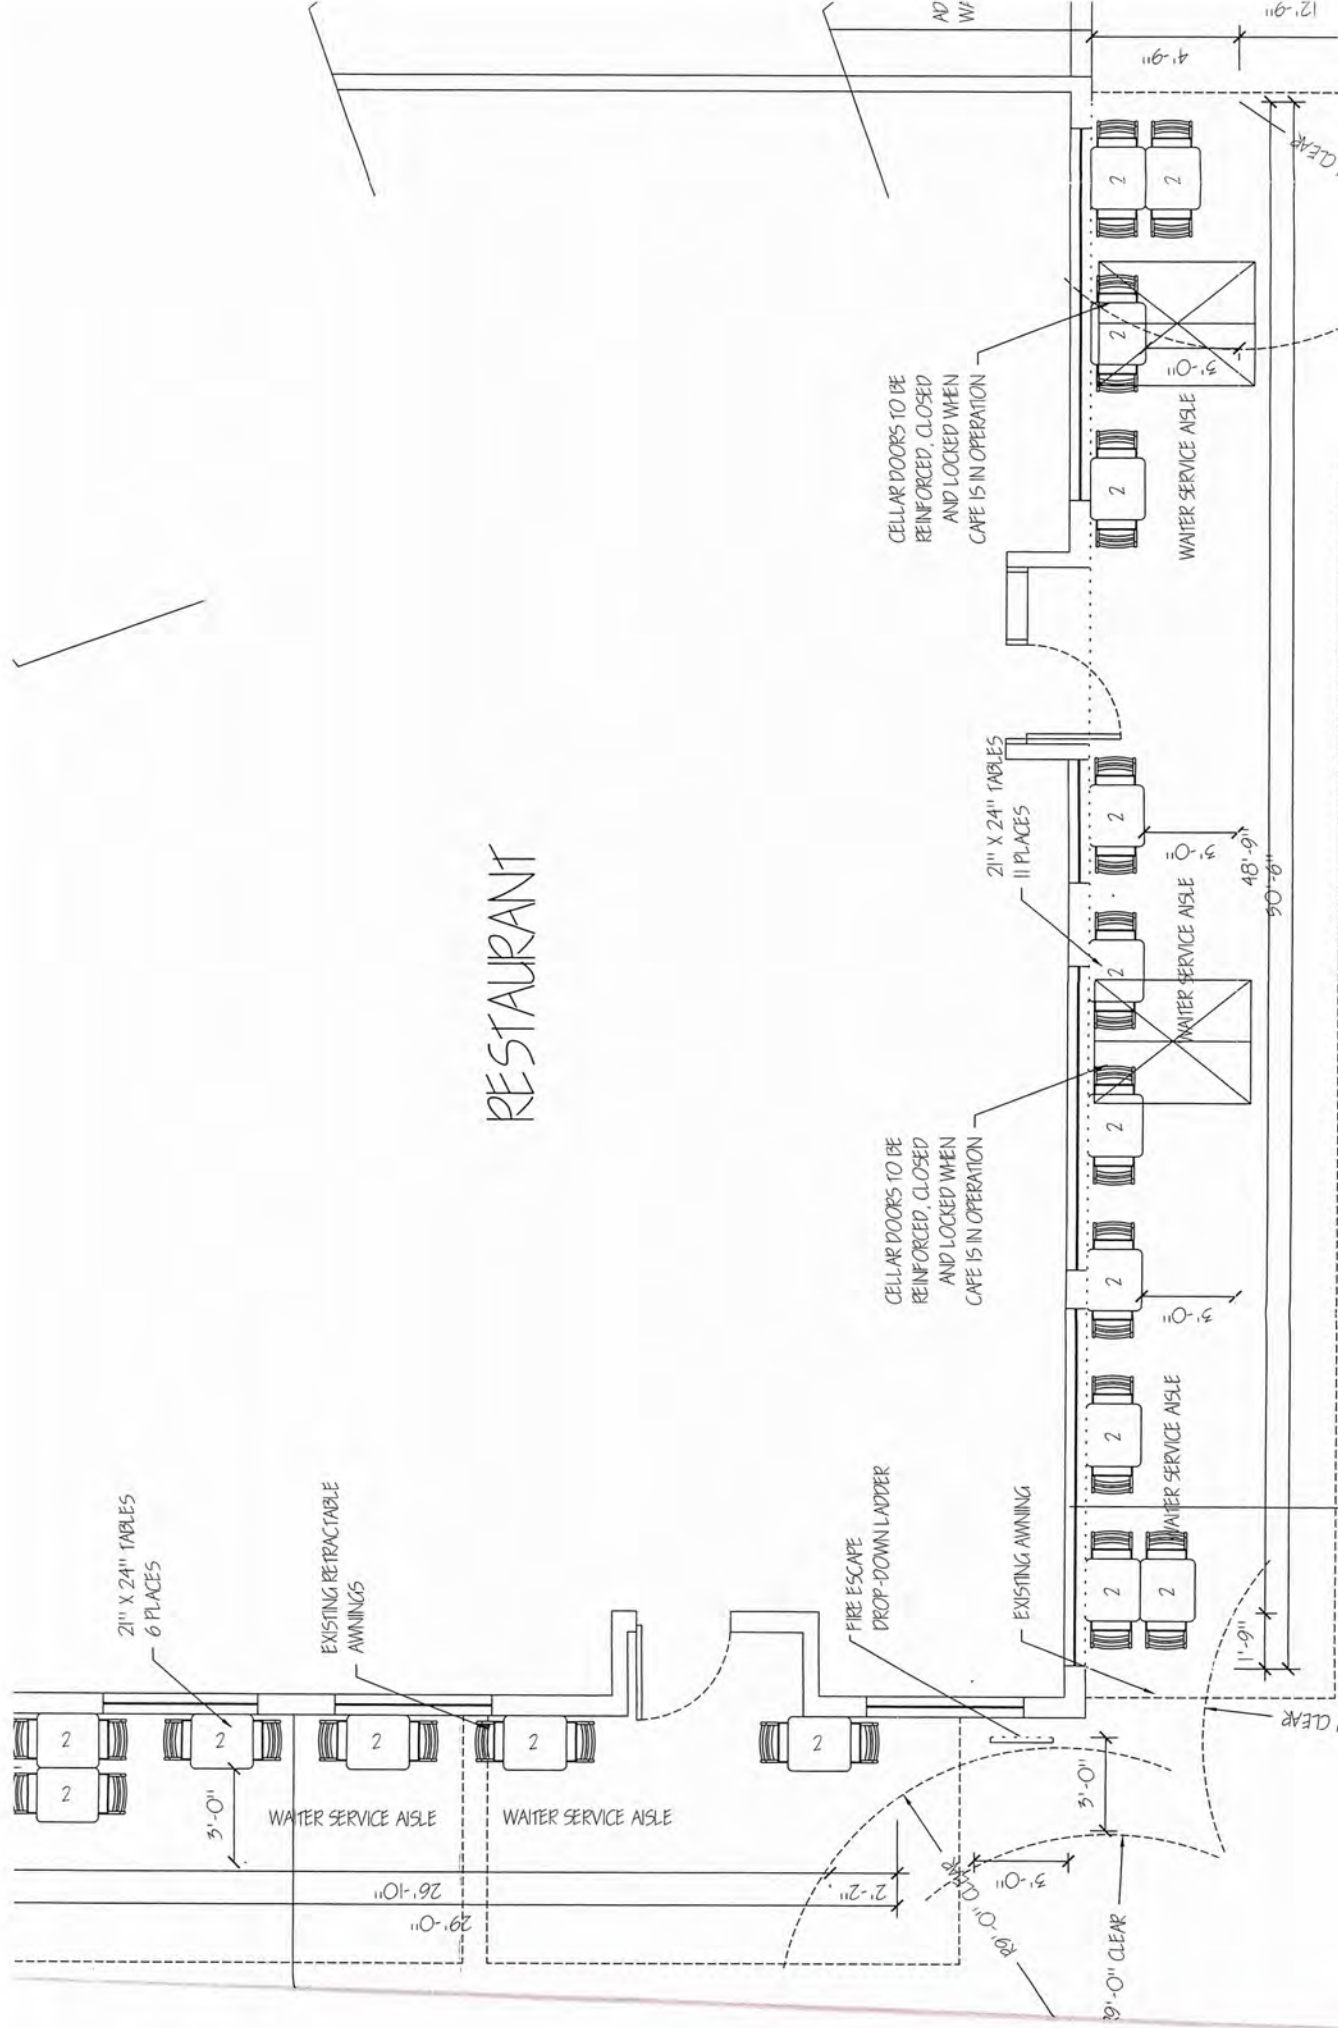 AD
WA
12'-9"
4'-9"
CLEAR
2
2
CELLAR DOORS TO BE
REINFORCED, CLOSED
AND LOCKED WHEN
CAFE IS IN OPERATION
2
3'-0"
WAITER SERVICE AISLE
2
RESTAURANT
21" X 24" TABLES
11 PLACES
2
3'-0"
48'-9"
50'-6"
2
WAITER SERVICE AISLE
CELLAR DOORS TO BE
REINFORCED, CLOSED
AND LOCKED WHEN
CAFE IS IN OPERATION
2
2
3'-0"
2
WAITER SERVICE AISLE
2
2
1'-9"
21" X 24" TABLES
6 PLACES
EXISTING RETRACTABLE
AWNINGS
FIRE ESCAPE
DROP-DOWN LADDER
EXISTING AWNING
CLEAR
2
2
2
2
2
2
3'-0"
WAITER SERVICE AISLE
WAITER SERVICE AISLE
3'-0"
26'-10"
29'-0"
2'-2"
3'-0"
R9'-0" CLEAR
R9'-0" CLEAR